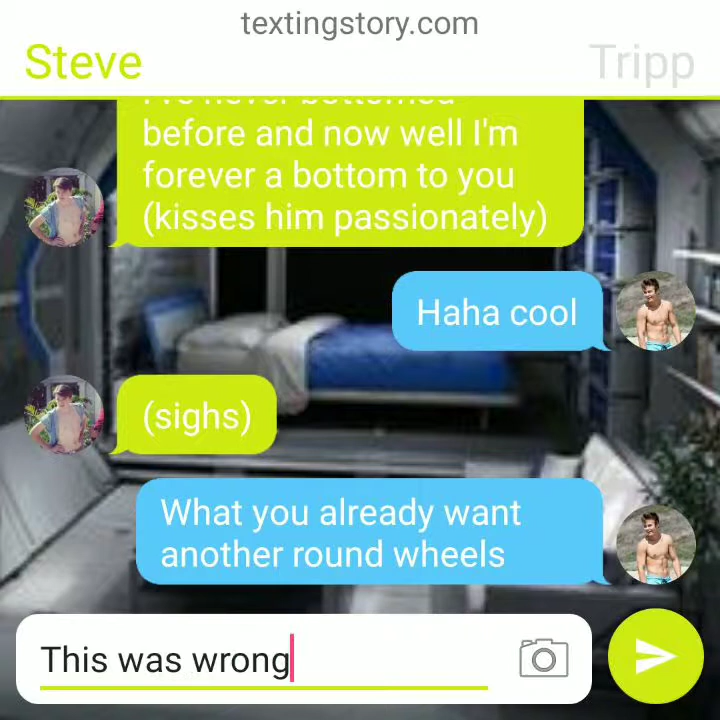 textingstory.com
Steve
Tripp
before and now well I'm
forever a bottom to you
(kisses him passionately)
Haha cool
(sighs)
What you already want
another round wheels
This was wrong